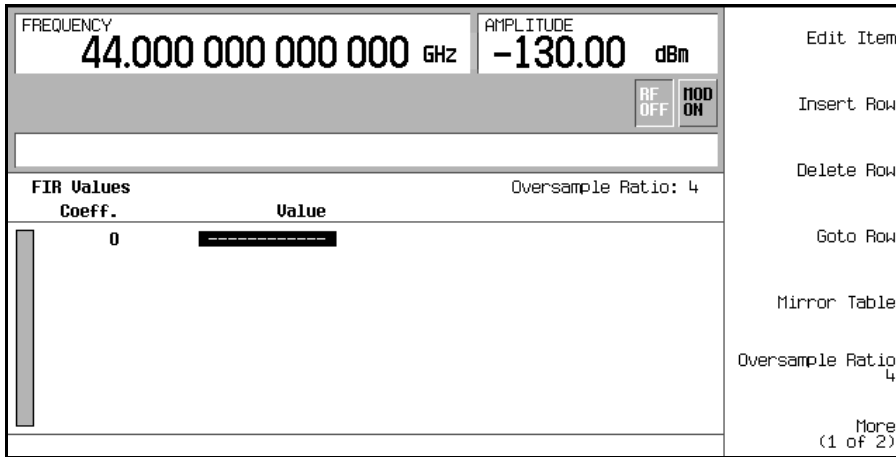 FREQUENCY
44.000 000 000 000 GHz
AMPLITUDE
-130.00 dBm
RF
OFF
MOD
ON
FIR Values
Oversample Ratio: 4
Coeff. Value
0 ------------
Edit Item
Insert Row
Delete Row
Goto Row
Mirror Table
Oversample Ratio
4
More
(1 of 2)